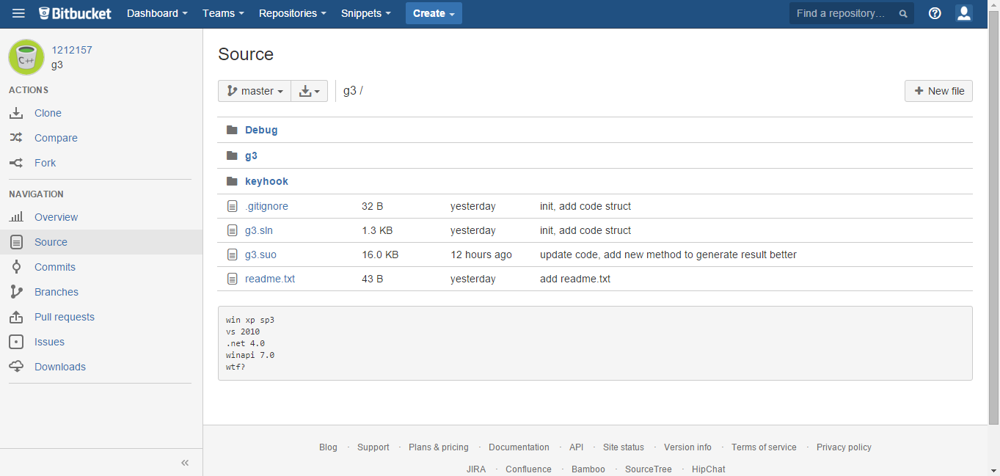 Bitbucket Dashboard Teams Repositories Snippets Create Find a repository...
C++
1212157
g3
ACTIONS
Clone
Compare
Fork
NAVIGATION
Overview
Source
Commits
Branches
Pull requests
Issues
Downloads
Source
master g3 / New file
Debug
g3
keyhook
.gitignore 32 B yesterday init, add code struct
g3.sln 1.3 KB yesterday init, add code struct
g3.suo 16.0 KB 12 hours ago update code, add new method to generate result better
readme.txt 43 B yesterday add readme.txt
win xp sp3
vs 2010
.net 4.0
winapi 7.0
wtf?
Blog · Support · Plans & pricing · Documentation · API · Site status · Version info · Terms of service · Privacy policy
JIRA · Confluence · Bamboo · SourceTree · HipChat